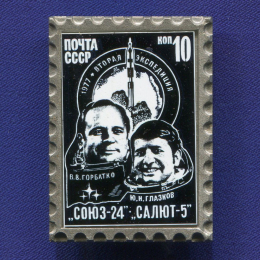 ПОЧТА
СССР
КОП 10
1977 • ВТОРАЯ ЭКСПЕДИЦИЯ
В.В. ГОРБАТКО
Ю.Н. ГЛАЗКОВ
„СОЮЗ-24" „САЛЮТ-5"